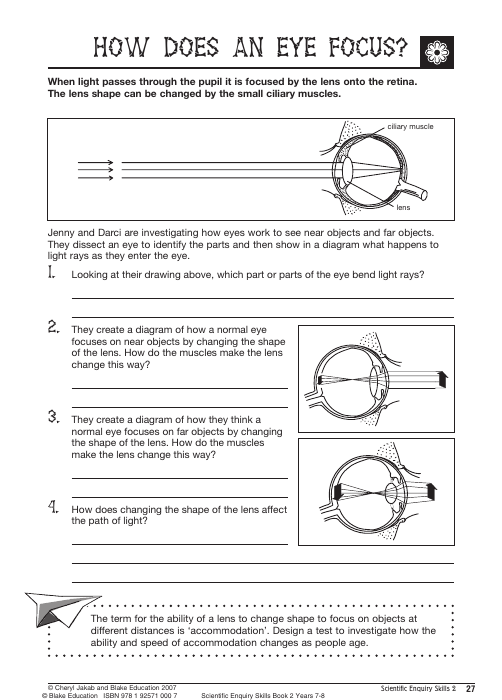 HOW DOES AN EYE FOCUS?
When light passes through the pupil it is focused by the lens onto the retina.
The lens shape can be changed by the small ciliary muscles.
ciliary muscle
lens
Jenny and Darci are investigating how eyes work to see near objects and far objects.
They dissect an eye to identify the parts and then show in a diagram what happens to
light rays as they enter the eye.
1. Looking at their drawing above, which part or parts of the eye bend light rays?
2. They create a diagram of how a normal eye
focuses on near objects by changing the shape
of the lens. How do the muscles make the lens
change this way?
3. They create a diagram of how they think a
normal eye focuses on far objects by changing
the shape of the lens. How do the muscles
make the lens change this way?
4. How does changing the shape of the lens affect
the path of light?
The term for the ability of a lens to change shape to focus on objects at
different distances is ‘accommodation’. Design a test to investigate how the
ability and speed of accommodation changes as people age.
© Cheryl Jakab and Blake Education 2007
Scientific Enquiry Skills 2 27
© Blake Education ISBN 978 1 92571 000 7 Scientific Enquiry Skills Book 2 Years 7-8